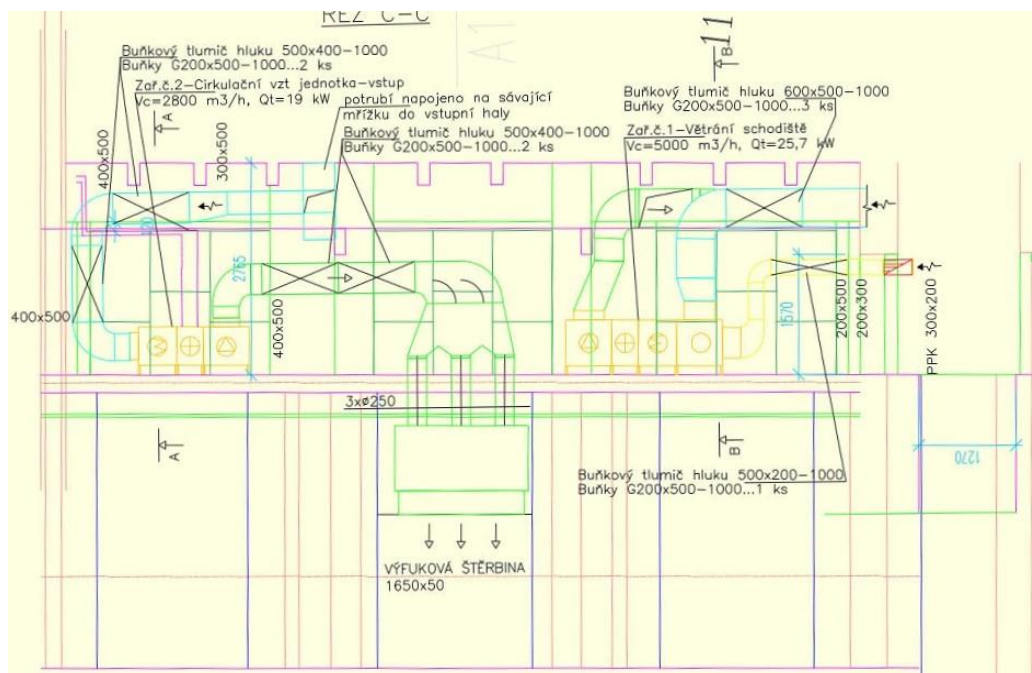 ŘEZ C-C
A1
11
B
Buňkový tlumič hluku 500x400-1000
Buňky G200x500-1000...2 ks
Zař.č.2-Cirkulační vzt jednotka-vstup
Vc=2800 m3/h, Qt=19 kW
potrubí napojeno na sávající
mřížku do vstupní haly
Buňkový tlumič hluku 500x400-1000
Buňky G200x500-1000...2 ks
Buňkový tlumič hluku 600x500-1000
Buňky G200x500-1000...3 ks
Zař.č.1-Větrání schodiště
Vc=5000 m3/h, Qt=25,7 kW
A
400x500
300x500
2765
400x500
400x500
1570
200x500
200x300
PPK 300x200
3xø250
A
B
1270
Buňkový tlumič hluku 500x200-1000
Buňky G200x500-1000...1 ks
VÝFUKOVÁ ŠTĚRBINA
1650x50